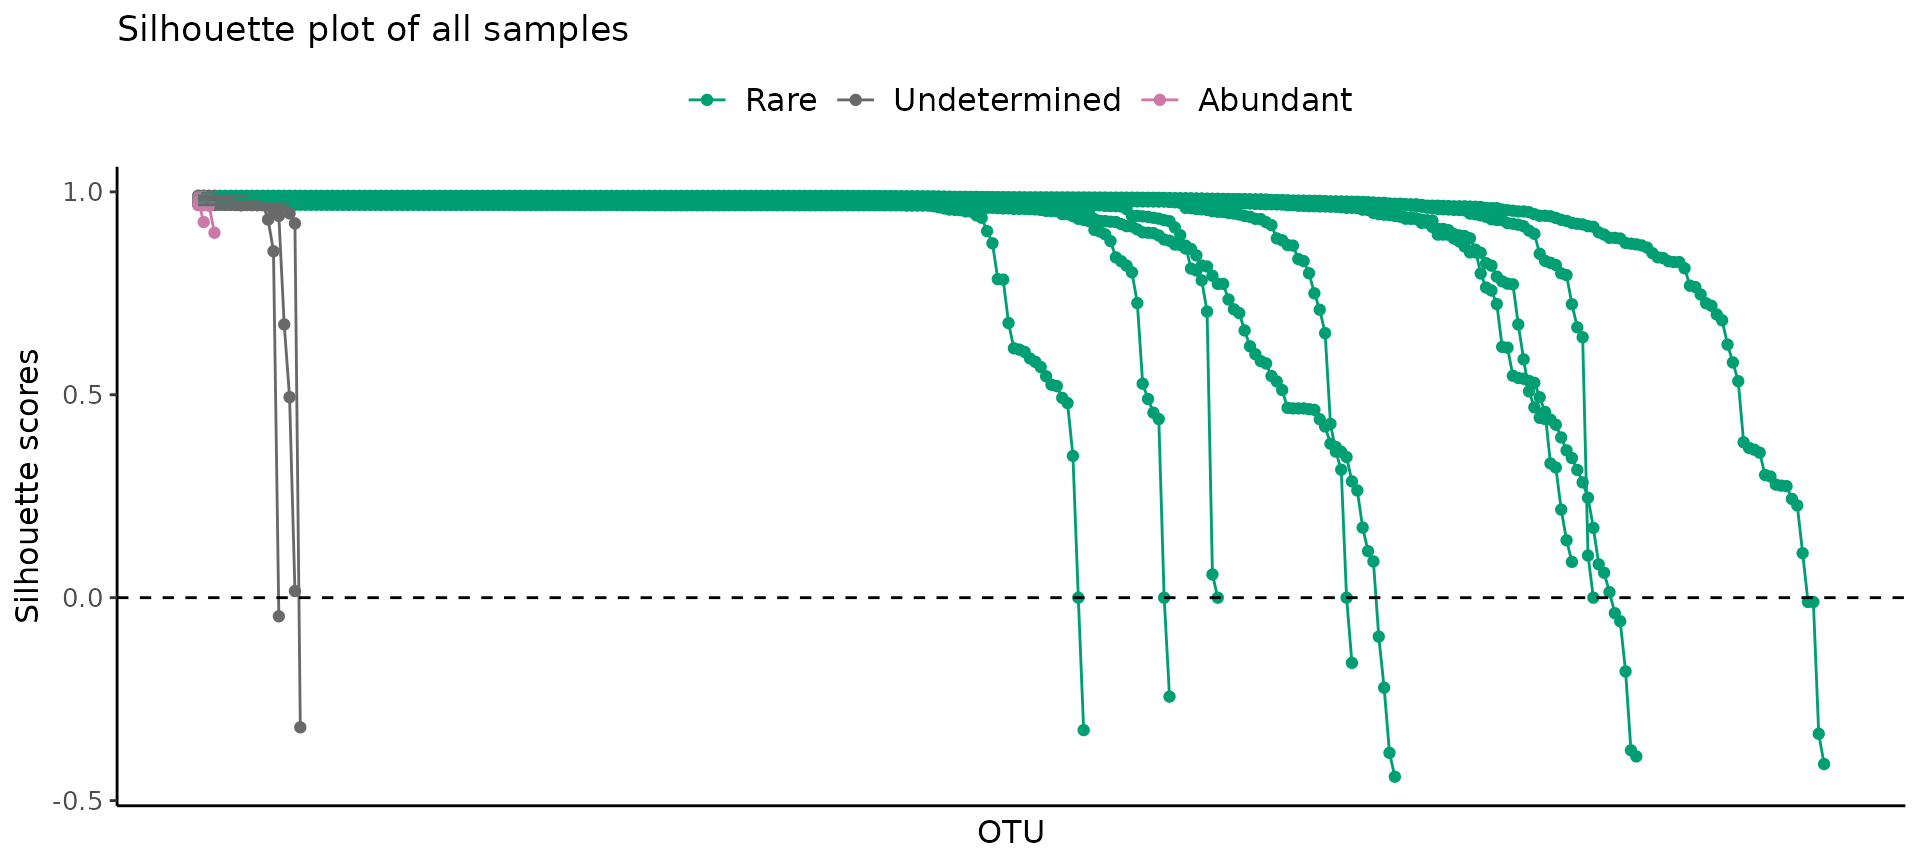 Silhouette plot of all samples
Rare Undetermined Abundant
1.0
0.5
0.0
-0.5
Silhouette scores
OTU